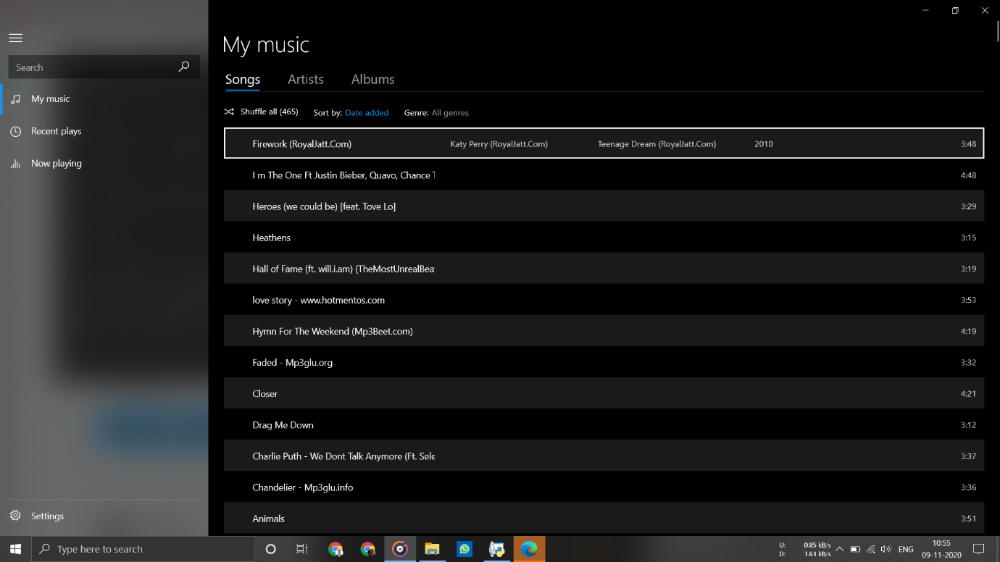 My music
Search
Songs Artists Albums
My music
Shuffle all (465) Sort by: Date added Genre: All genres
Recent plays
Firework (RoyalJatt.Com) Katy Perry (RoyalJatt.Com) Teenage Dream (RoyalJatt.Com) 2010 3:48
Now playing
I m The One Ft Justin Bieber, Quavo, Chance 4:48
Heroes (we could be) [feat. Tove Lo] 3:29
Heathens 3:15
Hall of Fame (ft. will.i.am) (TheMostUnrealBea 3:19
love story - www.hotmentos.com 3:53
Hymn For The Weekend (Mp3Beet.com) 4:19
Faded - Mp3glu.org 3:32
Closer 4:21
Drag Me Down 3:12
Charlie Puth - We Dont Talk Anymore (Ft. Sele 3:37
Chandelier - Mp3glu.info 3:36
Settings
Animals 3:51
Type here to search
U: 0.85 kB/s
D: 1.61 kB/s
ENG
10:55
09-11-2020